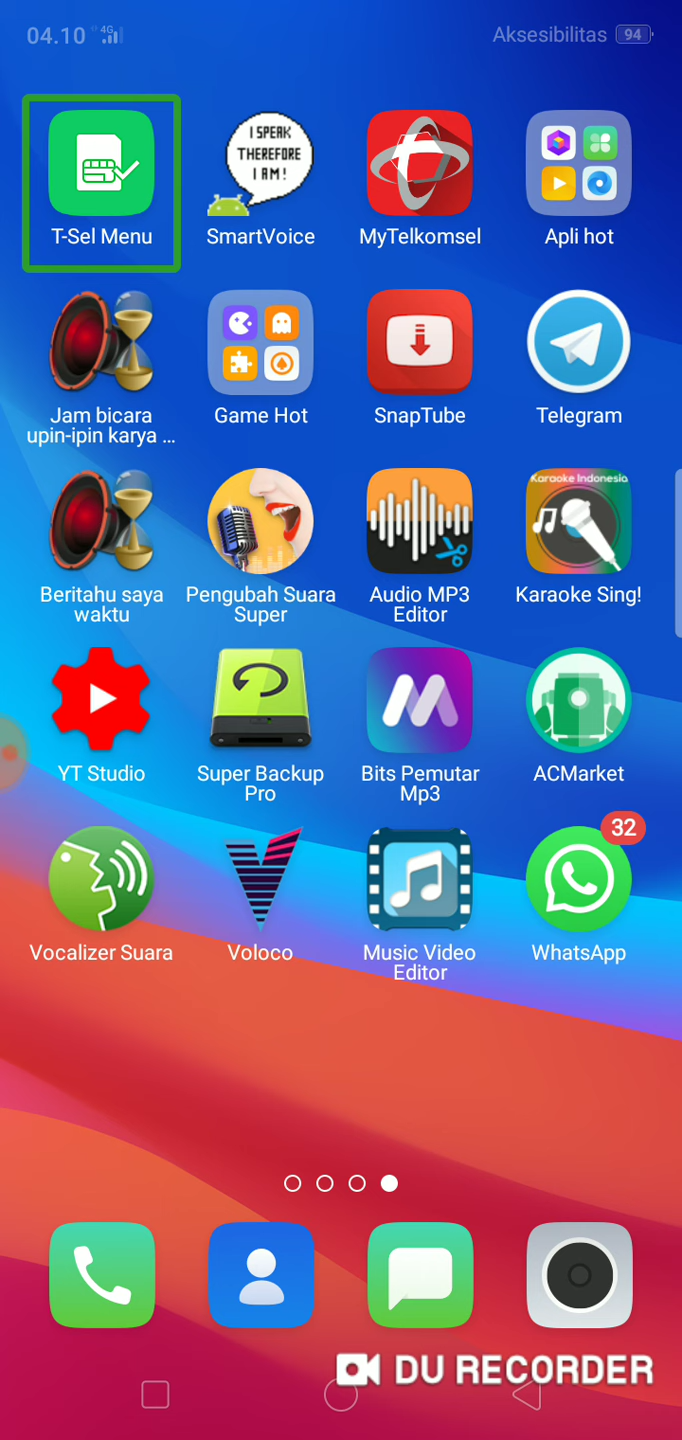 04.10 4G
Aksesibilitas 94
I SPEAK
THEREFORE
I AM!
T-Sel Menu
SmartVoice
MyTelkomsel
Apli hot
Jam bicara
upin-ipin karya ...
Game Hot
SnapTube
Telegram
Karaoke Indonesia
Beritahu saya
waktu
Pengubah Suara
Super
Audio MP3
Editor
Karaoke Sing!
YT Studio
Super Backup
Pro
Bits Pemutar
Mp3
ACMarket
32
Vocalizer Suara
Voloco
Music Video
Editor
WhatsApp
DU RECORDER